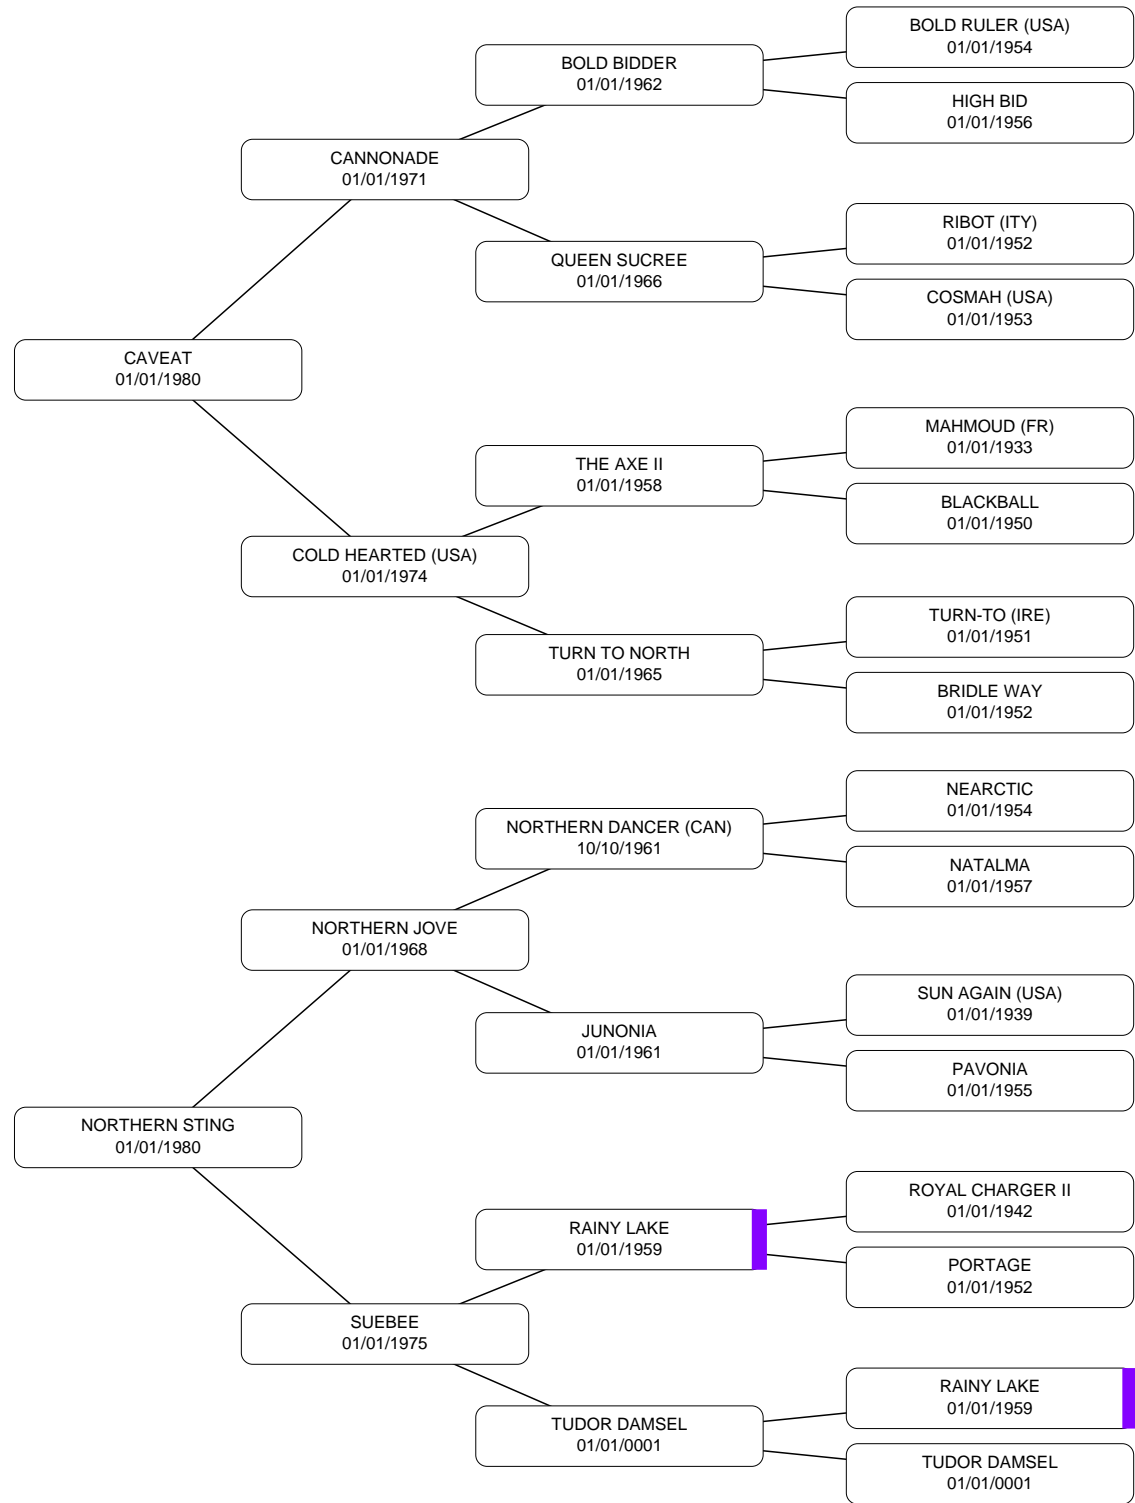 BOLD RULER (USA)
01/01/1954
BOLD BIDDER
01/01/1962
HIGH BID
01/01/1956
CANNONADE
01/01/1971
RIBOT (ITY)
01/01/1952
QUEEN SUCREE
01/01/1966
COSMAH (USA)
01/01/1953
CAVEAT
01/01/1980
MAHMOUD (FR)
01/01/1933
THE AXE II
01/01/1958
BLACKBALL
01/01/1950
COLD HEARTED (USA)
01/01/1974
TURN-TO (IRE)
01/01/1951
TURN TO NORTH
01/01/1965
BRIDLE WAY
01/01/1952
NEARCTIC
01/01/1954
NORTHERN DANCER (CAN)
10/10/1961
NATALMA
01/01/1957
NORTHERN JOVE
01/01/1968
SUN AGAIN (USA)
01/01/1939
JUNONIA
01/01/1961
PAVONIA
01/01/1955
NORTHERN STING
01/01/1980
ROYAL CHARGER II
01/01/1942
RAINY LAKE
01/01/1959
PORTAGE
01/01/1952
SUEBEE
01/01/1975
RAINY LAKE
01/01/1959
TUDOR DAMSEL
01/01/0001
TUDOR DAMSEL
01/01/0001